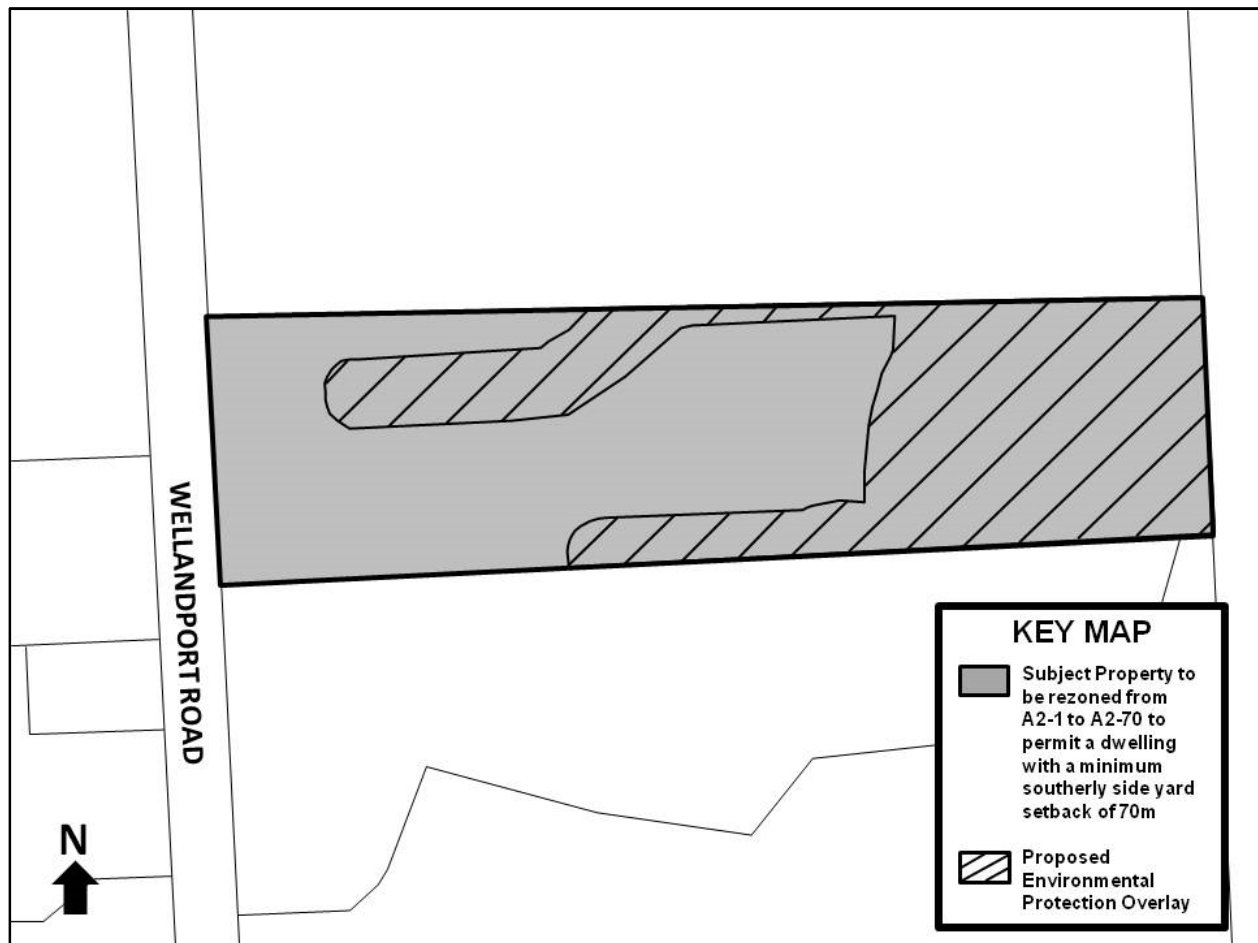 WELLANDPORT ROAD
N
KEY MAP
Subject Property to
be rezoned from
A2-1 to A2-70 to
permit a dwelling
with a minimum
southerly side yard
setback of 70m
Proposed
Environmental
Protection Overlay